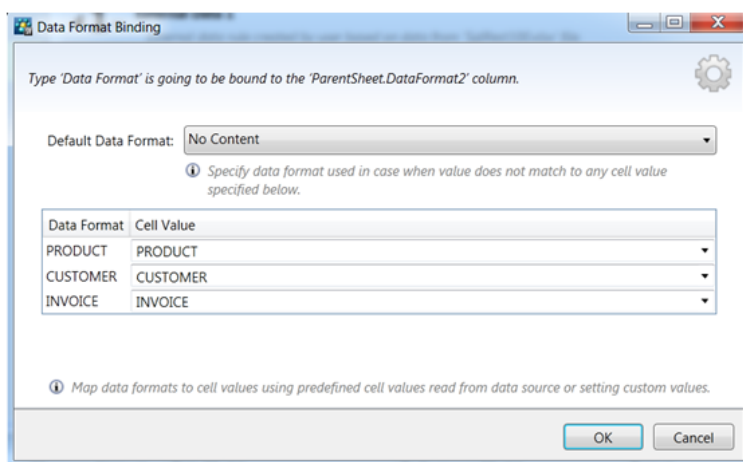 Data Format Binding
Type 'Data Format' is going to be bound to the 'ParentSheet.DataFormat2' column.
Default Data Format: No Content
Specify data format used in case when value does not match to any cell value
specified below.
Data Format Cell Value
PRODUCT PRODUCT
CUSTOMER CUSTOMER
INVOICE INVOICE
Map data formats to cell values using predefined cell values read from data source or setting custom values.
OK Cancel